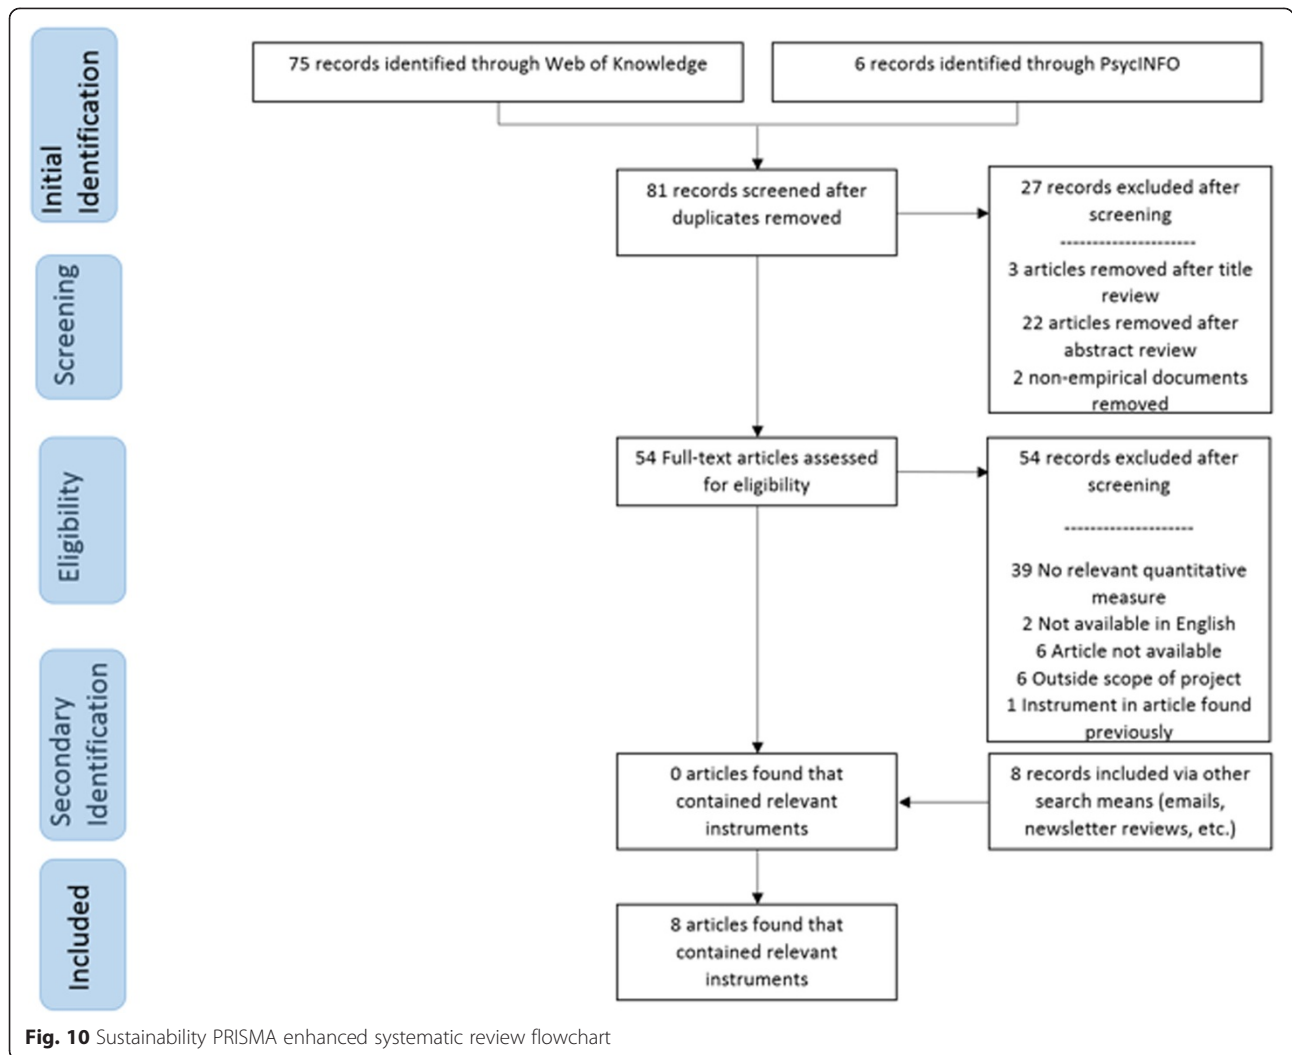 Initial
Identification
75 records identified through Web of Knowledge
6 records identified through PsycINFO
81 records screened after
duplicates removed
27 records excluded after
screening
----------------------
3 articles removed after title
review
22 articles removed after
abstract review
2 non-empirical documents
removed
Screening
Eligibility
54 Full-text articles assessed
for eligibility
54 records excluded after
screening
---------------------
39 No relevant quantitative
measure
2 Not available in English
6 Article not available
6 Outside scope of project
1 Instrument in article found
previously
Secondary
Identification
0 articles found that
contained relevant
instruments
8 records included via other
search means (emails,
newsletter reviews, etc.)
Included
8 articles found that
contained relevant
instruments
Fig. 10 Sustainability PRISMA enhanced systematic review flowchart